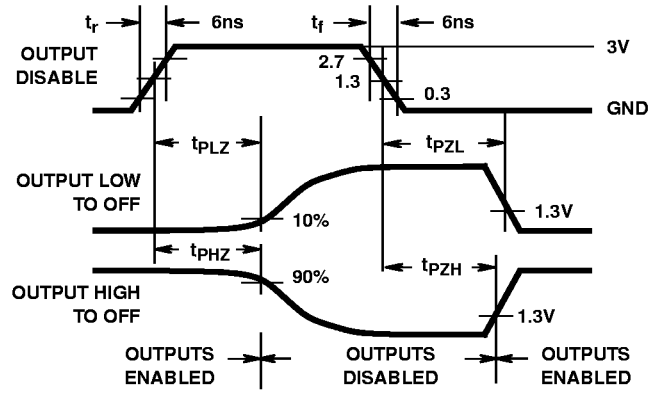 tr 6ns tf 6ns
OUTPUT
DISABLE
2.7
1.3
0.3
3V
GND
tPLZ tPZL
OUTPUT LOW
TO OFF
10%
1.3V
tPHZ tPZH
OUTPUT HIGH
TO OFF
90%
1.3V
OUTPUTS
ENABLED
OUTPUTS
DISABLED
OUTPUTS
ENABLED